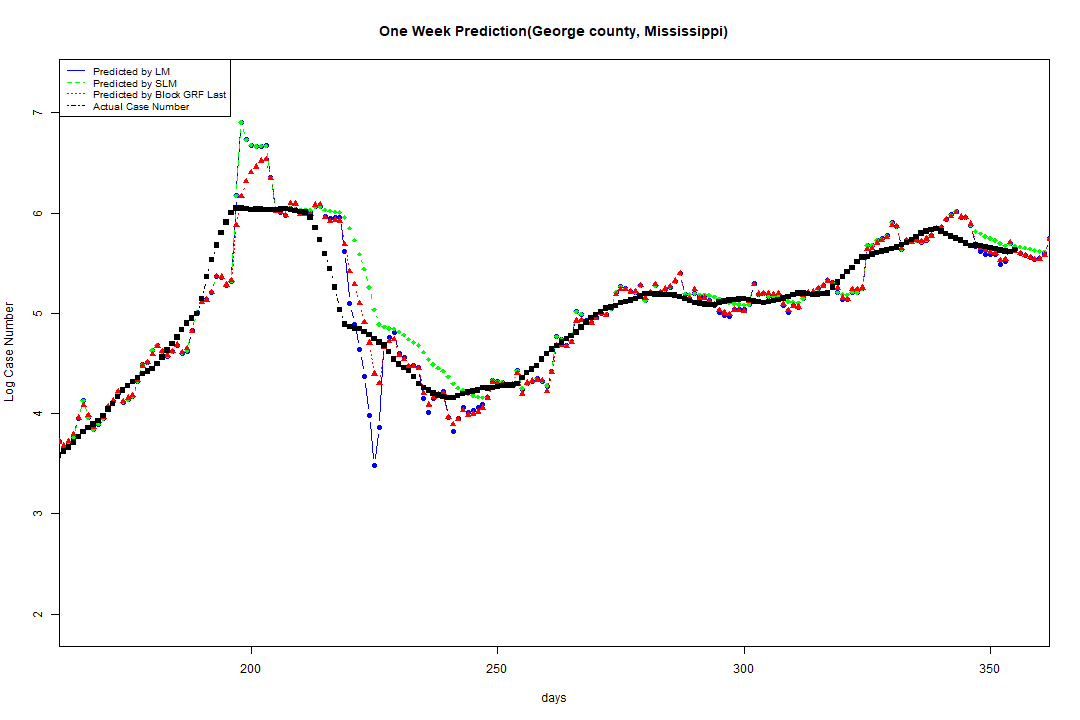 One Week Prediction(George county, Mississippi)
Predicted by LM
Predicted by SLM
Predicted by Block GRF Last
Actual Case Number
Log Case Number
7
6
5
4
3
2
200 250 300 350
days